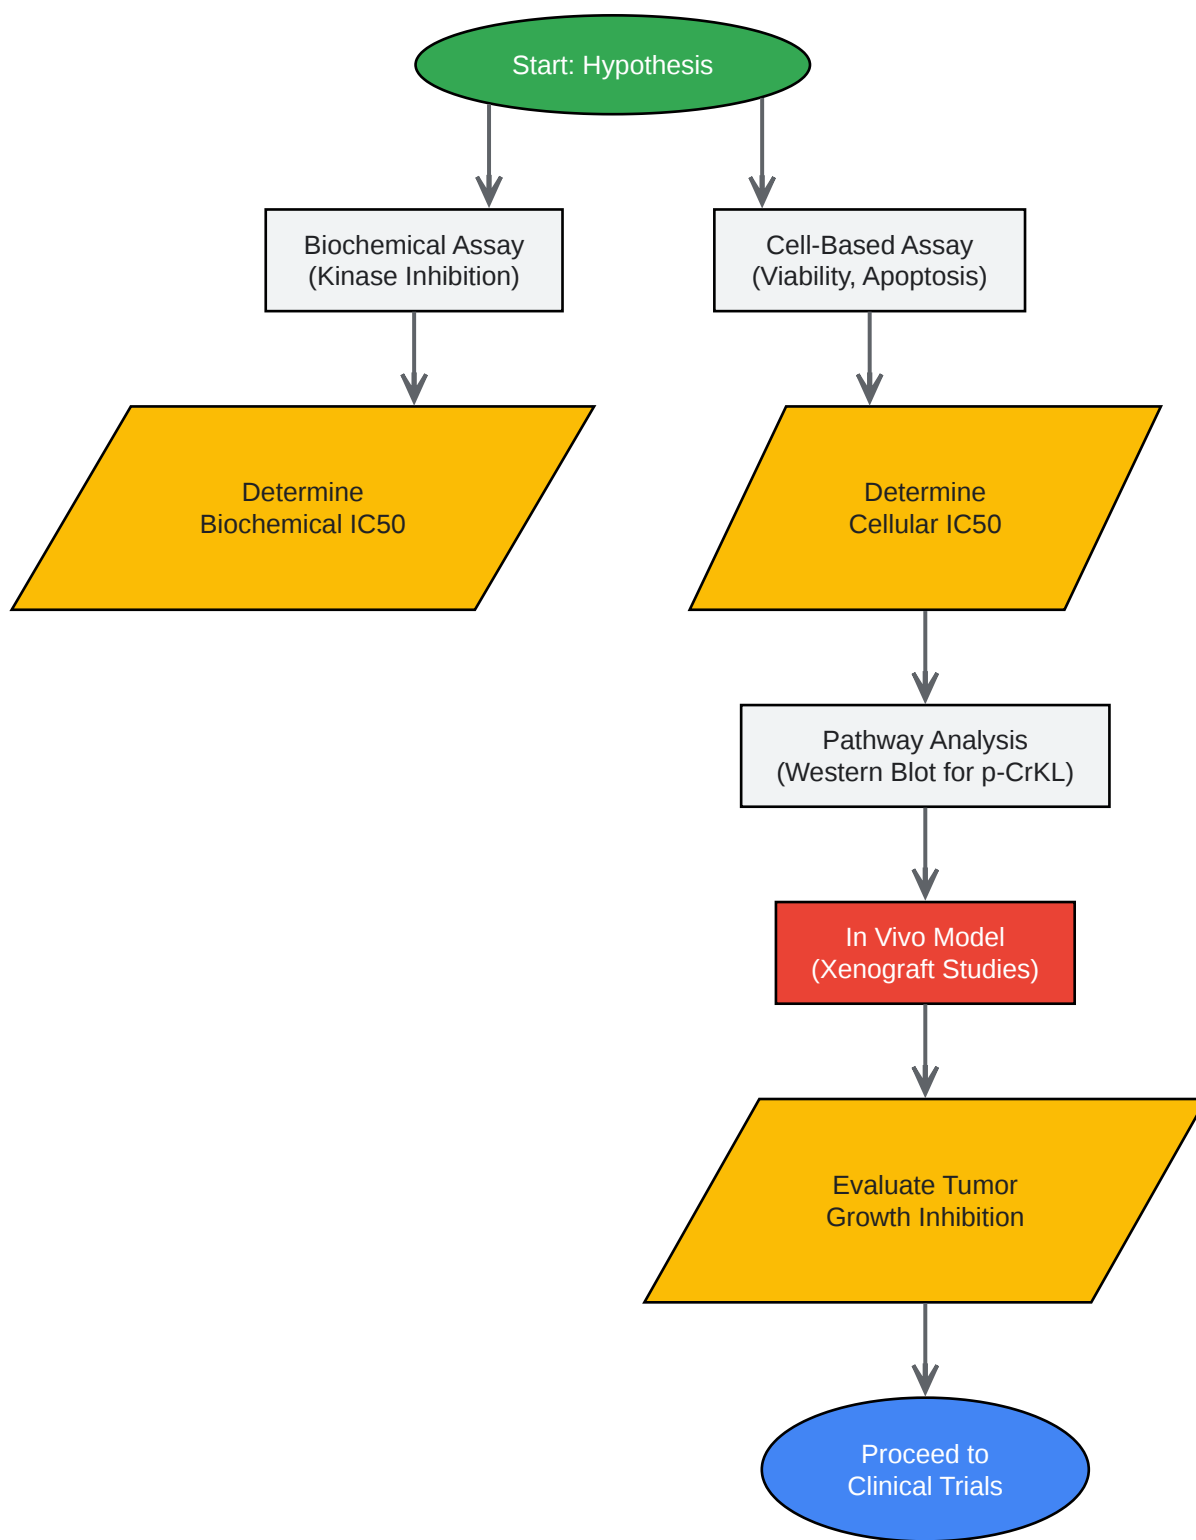 Start: Hypothesis
Biochemical Assay
(Kinase Inhibition)
Cell-Based Assay
(Viability, Apoptosis)
Determine
Biochemical IC50
Determine
Cellular IC50
Pathway Analysis
(Western Blot for p-CrKL)
In Vivo Model
(Xenograft Studies)
Evaluate Tumor
Growth Inhibition
Proceed to
Clinical Trials